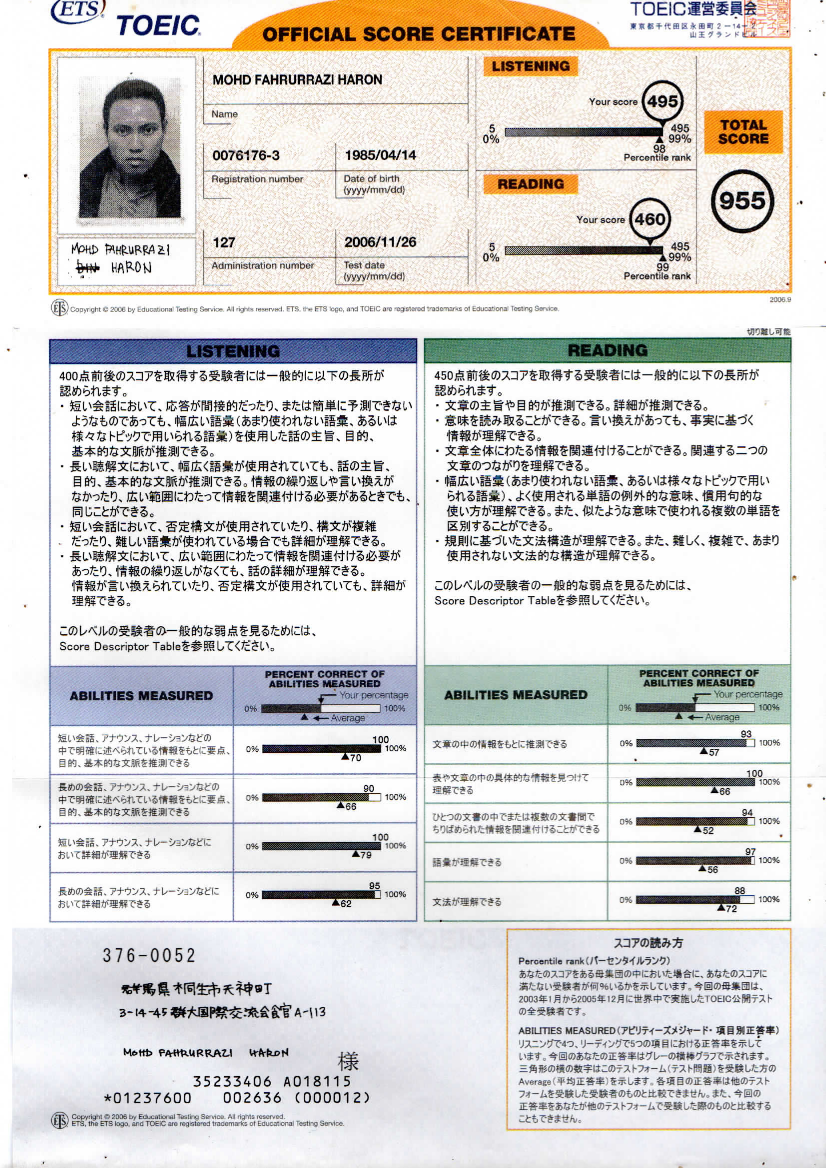 ETS
TOEIC®
OFFICIAL SCORE CERTIFICATE
TOEIC運営委員会
東京都千代田区永田町2-14-2
山王グランドビル
MOHD FAHRURRAZI HARON
Name
0076176-3
1985/04/14
Registration number
Date of birth
(yyyy/mm/dd)
127
2006/11/26
Administration number
Test date
(yyyy/mm/dd)
MOHD FAHRURRAZI
BIN HARON
LISTENING
Your score 495
5 495
0% 99%
98
Percentile rank
READING
Your score 460
5 495
0% 99%
99
Percentile rank
TOTAL
SCORE
955
2006.9
ETS Copyright © 2006 by Educational Testing Service. All rights reserved. ETS, the ETS logo, and TOEIC are registered trademarks of Educational Testing Service.
切り離し可能
LISTENING
400点前後のスコアを取得する受験者には一般的に以下の長所が
認められます。
・短い会話において、応答が間接的だったり、または簡単に予測できない
ようなものであっても、幅広い語彙(あまり使われない語彙、あるいは
様々なトピックで用いられる語彙)を使用した話の主旨、目的、
基本的な文脈が推測できる。
・長い聴解文において、幅広く語彙が使用されていても、話の主旨、
目的、基本的な文脈が推測できる。情報の繰り返しや言い換えが
なかったり、広い範囲にわたって情報を関連付ける必要があるときでも、
同じことができる。
・短い会話において、否定構文が使用されていたり、構文が複雑
だったり、難しい語彙が使われている場合でも詳細が理解できる。
・長い聴解文において、広い範囲にわたって情報を関連付ける必要が
あったり、情報の繰り返しがなくても、話の詳細が理解できる。
情報が言い換えられていたり、否定構文が使用されていても、詳細が
理解できる。
このレベルの受験者の一般的な弱点を見るためには、
Score Descriptor Tableを参照してください。
READING
450点前後のスコアを取得する受験者には一般的に以下の長所が
認められます。
・文章の主旨や目的が推測できる。詳細が推測できる。
・意味を読み取ることができる。言い換えがあっても、事実に基づく
情報が理解できる。
・文章全体にわたる情報を関連付けることができる。関連する二つの
文章のつながりを理解できる。
・幅広い語彙(あまり使われない語彙、あるいは様々なトピックで用い
られる語彙)、よく使用される単語の例外的な意味、慣用句的な
使い方が理解できる。また、似たような意味で使われる複数の単語を
区別することができる。
・規則に基づいた文法構造が理解できる。また、難しく、複雑で、あまり
使用されない文法的な構造が理解できる。
このレベルの受験者の一般的な弱点を見るためには、
Score Descriptor Tableを参照してください。
ABILITIES MEASURED
PERCENT CORRECT OF
ABILITIES MEASURED
Your percentage
0% 100%
Average
短い会話、アナウンス、ナレーションなどの
中で明確に述べられている情報をもとに要点、
目的、基本的な文脈を推測できる
100
0% 100%
70
長めの会話、アナウンス、ナレーションなどの
中で明確に述べられている情報をもとに要点、
目的、基本的な文脈を推測できる
90
0% 100%
66
短い会話、アナウンス、ナレーションなどに
おいて詳細が理解できる
100
0% 100%
79
長めの会話、アナウンス、ナレーションなどに
おいて詳細が理解できる
95
0% 100%
62
ABILITIES MEASURED
PERCENT CORRECT OF
ABILITIES MEASURED
Your percentage
0% 100%
Average
文章の中の情報をもとに推測できる
93
0% 100%
57
表や文章の中の具体的な情報を見つけて
理解できる
100
0% 100%
66
ひとつの文書の中でまたは複数の文書間で
ちりばめられた情報を関連付けることができる
94
0% 100%
52
語彙が理解できる
97
0% 100%
56
文法が理解できる
88
0% 100%
72
376-0052
群馬県桐生市天神町
3-14-45 群大国際交流会館 A-113
MOHD FAHRURRAZI HARON 様
35233406 A018115
*01237600 002636 (000012)
ETS Copyright © 2006 by Educational Testing Service. All rights reserved.
ETS, the ETS logo, and TOEIC are registered trademarks of Educational Testing Service.
スコアの読み方
Percentile rank(パーセンタイルランク)
あなたのスコアをある母集団の中においた場合に、あなたのスコアに
満たない受験者が何%いるかを示しています。今回の母集団は、
2003年1月から2005年12月に世界中で実施したTOEIC公開テスト
の全受験者です。
ABILITIES MEASURED(アビリティーズメジャード・項目別正答率)
リスニングで4つ、リーディングで5つの項目における正答率を示して
います。今回のあなたの正答率はグレーの横棒グラフで示されます。
三角形の横の数字はこのテストフォーム(テスト問題)を受験した方の
Average(平均正答率)を示します。各項目の正答率は他のテスト
フォームを受験した受験者のものと比較できません。また、今回の
正答率をあなたが他のテストフォームで受験した際のものと比較する
こともできません。